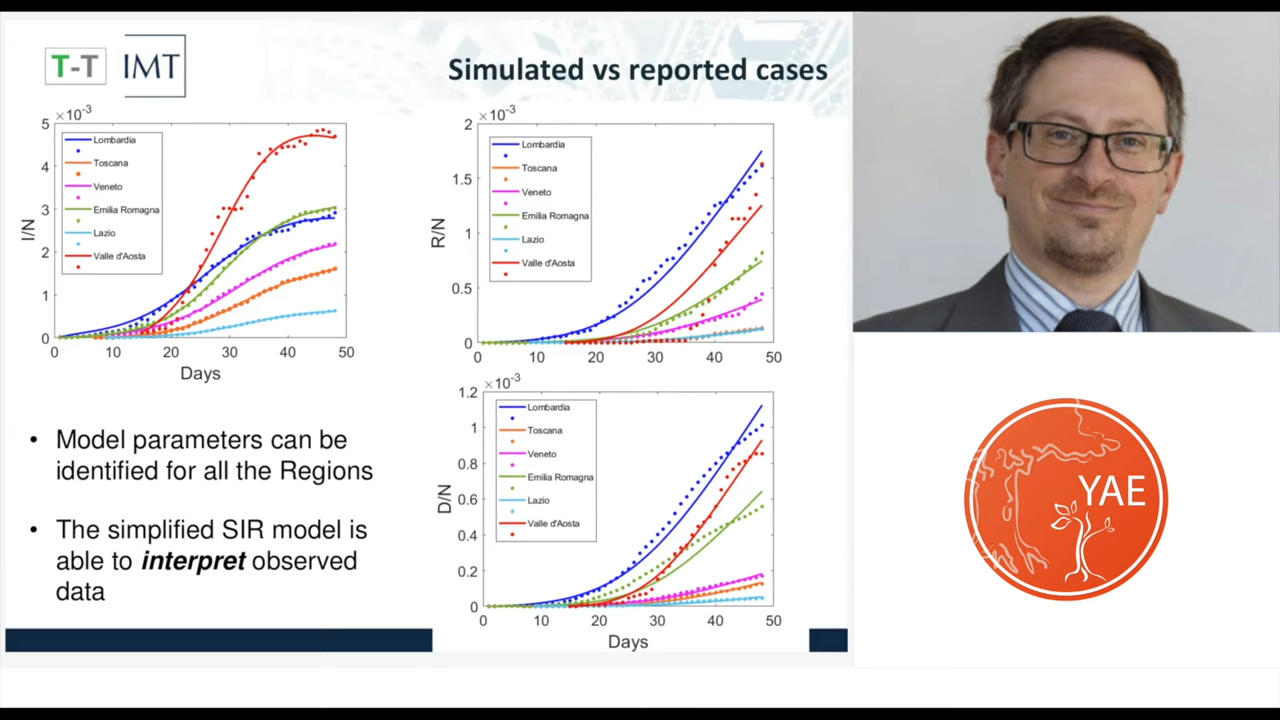 T-T IMT
Simulated vs reported cases
×10-3
5
4
3
2
1
0
I/N
Lombardia
Toscana
Veneto
Emilia Romagna
Lazio
Valle d'Aosta
0 10 20 30 40 50
Days
×10-3
2
1.5
1
0.5
0
R/N
Lombardia
Toscana
Veneto
Emilia Romagna
Lazio
Valle d'Aosta
0 10 20 30 40 50
×10-3
1.2
1
0.8
0.6
0.4
0.2
0
D/N
Lombardia
Toscana
Veneto
Emilia Romagna
Lazio
Valle d'Aosta
0 10 20 30 40 50
Days
• Model parameters can be
identified for all the Regions
• The simplified SIR model is
able to interpret observed
data
YAE